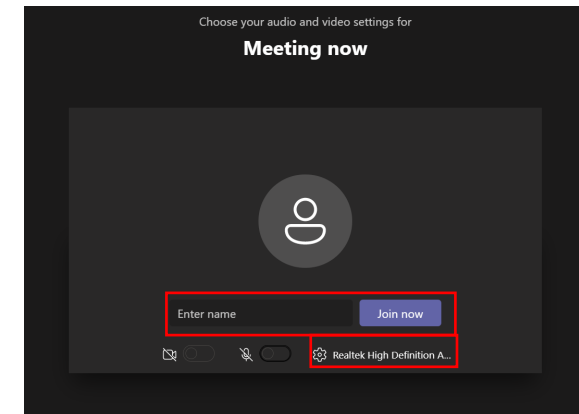 Choose your audio and video settings for
Meeting now
Enter name
Join now
Realtek High Definition A...